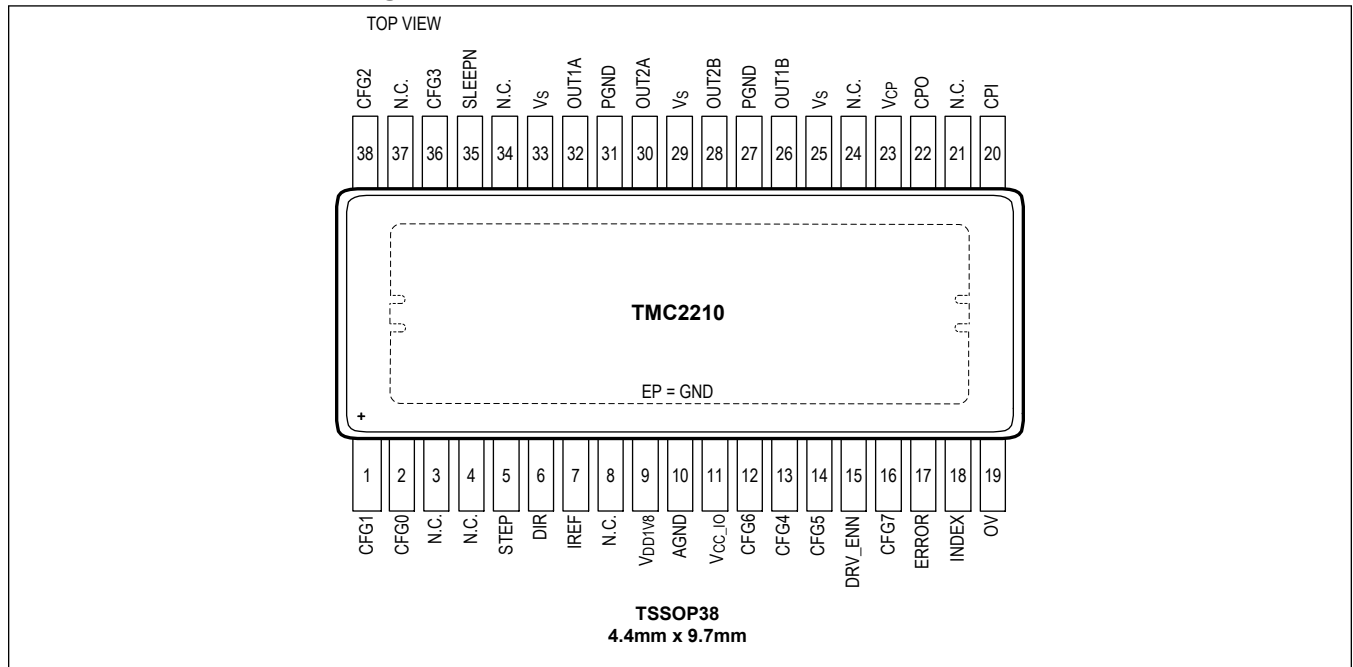 TOP VIEW
CFG2 N.C. CFG3 SLEEPN N.C. VS OUT1A PGND OUT2A VS OUT2B PGND OUT1B VS N.C. VCP CPO N.C. CPI
38 37 36 35 34 33 32 31 30 29 28 27 26 25 24 23 22 21 20
TMC2210
EP = GND
+
1 2 3 4 5 6 7 8 9 10 11 12 13 14 15 16 17 18 19
CFG1 CFG0 N.C. N.C. STEP DIR IREF N.C. VDD1V8 AGND VCC_IO CFG6 CFG4 CFG5 DRV_ENN CFG7 ERROR INDEX OV
TSSOP38
4.4mm x 9.7mm